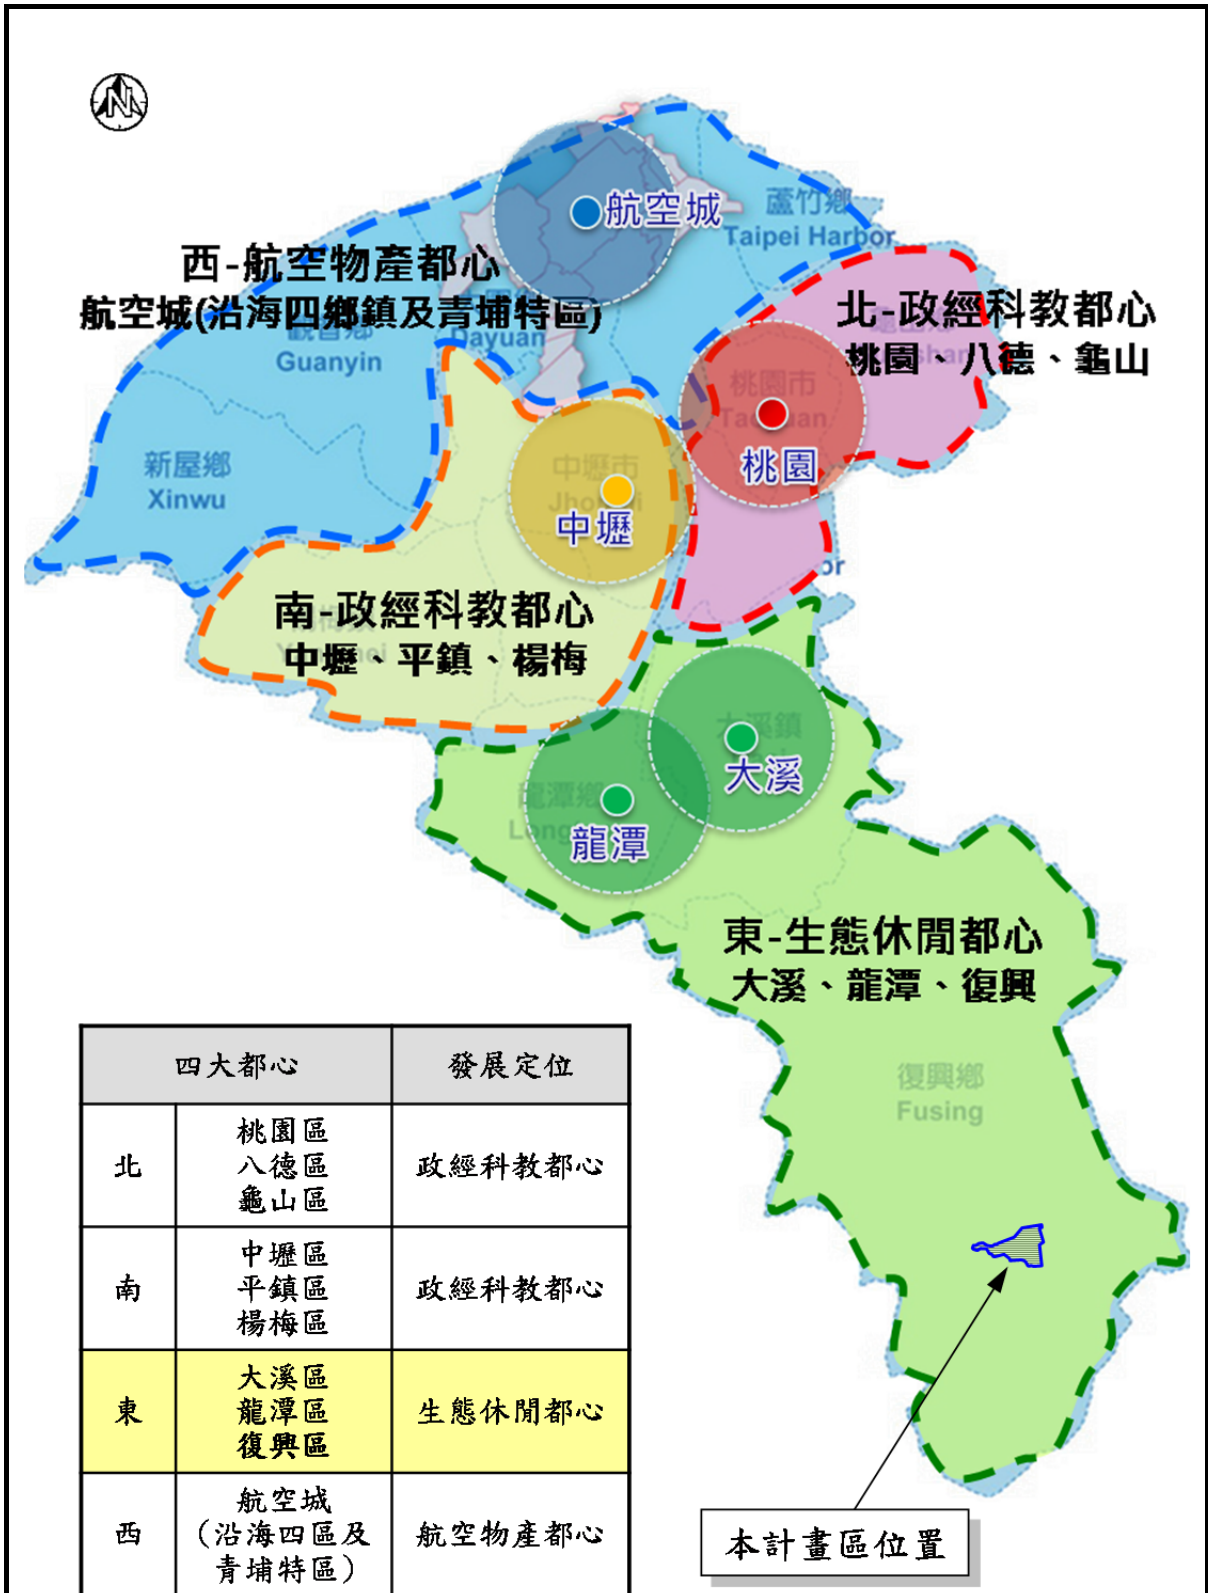 N
蘆竹鄉
Taipei Harbor
航空城
西-航空物產都心
航空城(沿海四鄉鎮及青埔特區)
Dayuan
觀音鄉
Guanyin
北-政經科教都心
桃園、八德、龜山
桃園市
桃園
新屋鄉
Xinwu
中壢市
中壢
南-政經科教都心
中壢、平鎮、楊梅
大溪鎮
大溪
龍潭鄉
龍潭
東-生態休閒都心
大溪、龍潭、復興
復興鄉
Fusing
四大都心 發展定位
北 桃園區 八德區 龜山區 政經科教都心
南 中壢區 平鎮區 楊梅區 政經科教都心
東 大溪區 龍潭區 復興區 生態休閒都心
西 航空城 (沿海四區及 青埔特區) 航空物產都心
本計畫區位置